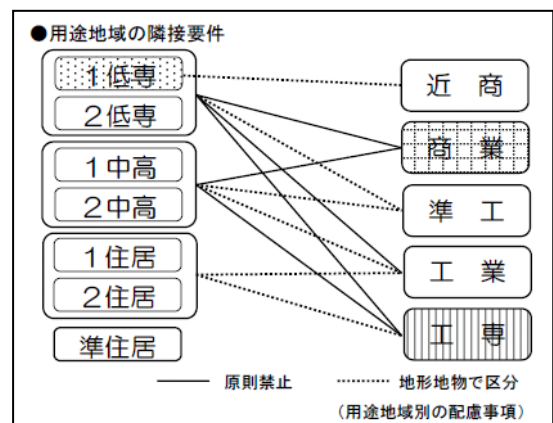 ●用途地域の隣接要件
1低専
2低専
1中高
2中高
1住居
2住居
準住居
近 商
商 業
準 工
工 業
工 専
原則禁止
地形地物で区分
(用途地域別の配慮事項)